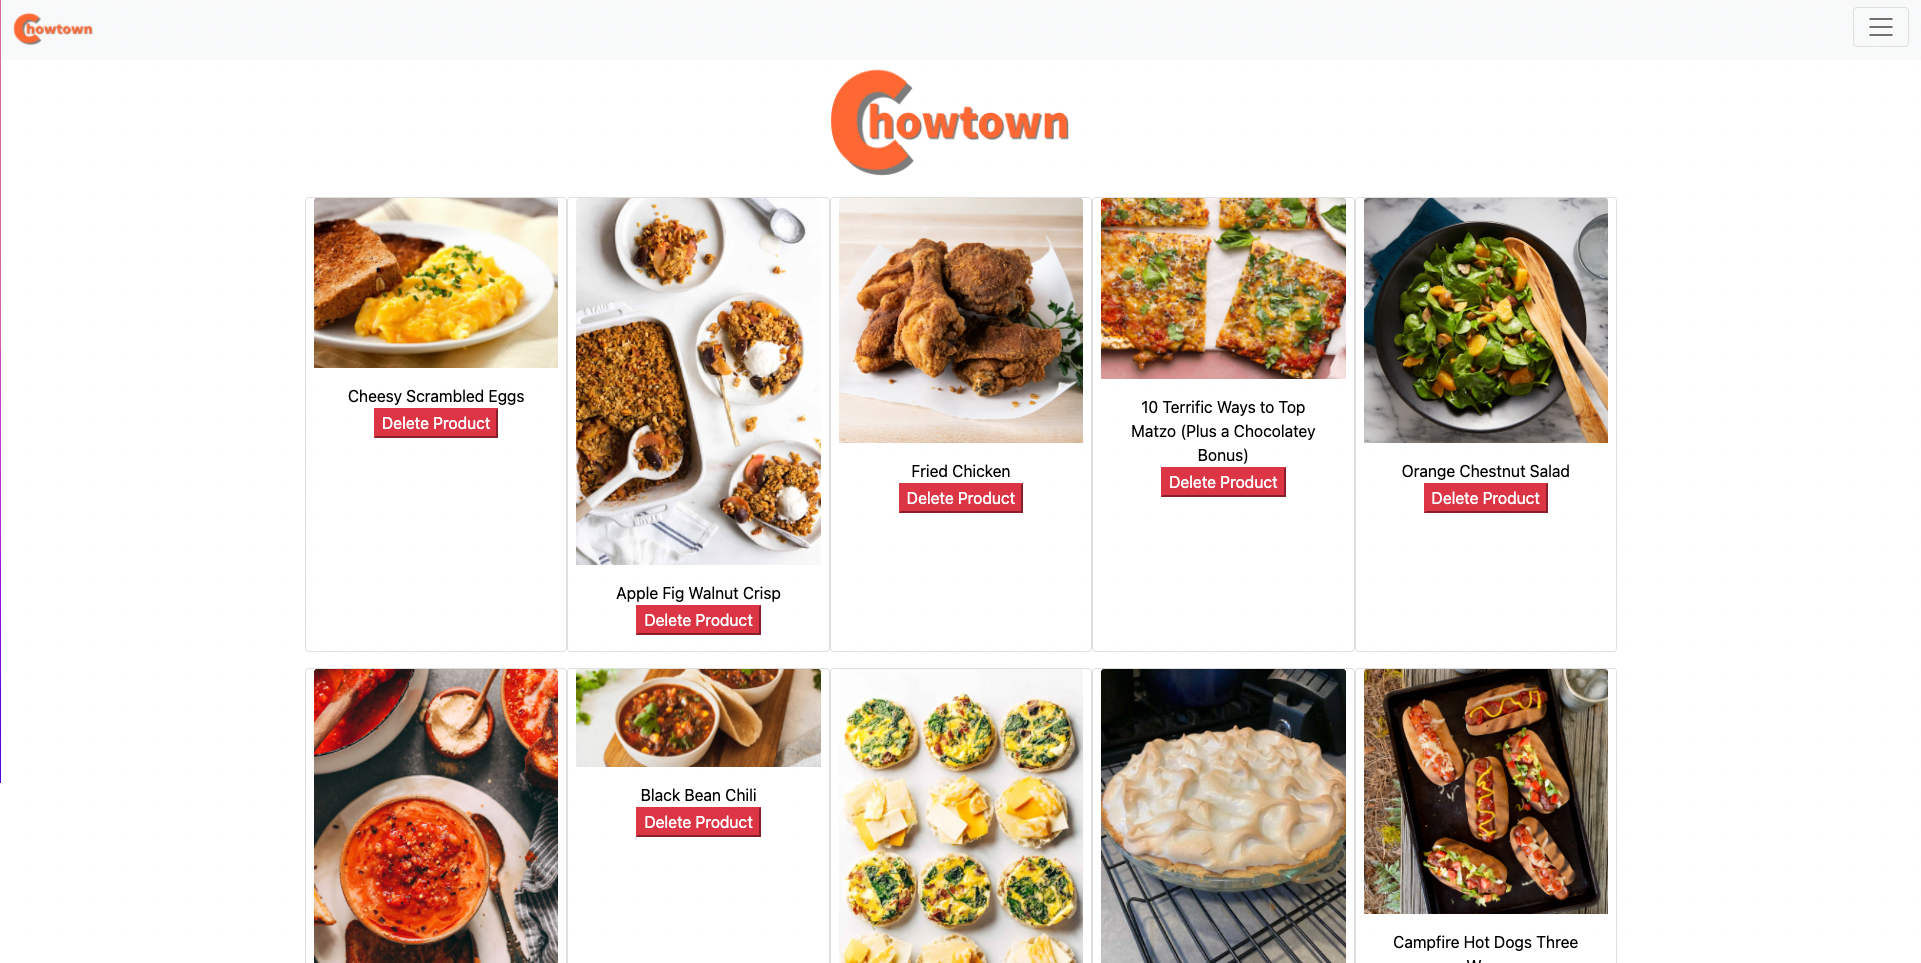 Chowtown
Chowtown
Cheesy Scrambled Eggs
Delete Product
Apple Fig Walnut Crisp
Delete Product
Fried Chicken
Delete Product
10 Terrific Ways to Top
Matzo (Plus a Chocolatey
Bonus)
Delete Product
Orange Chestnut Salad
Delete Product
Black Bean Chili
Delete Product
Campfire Hot Dogs Three